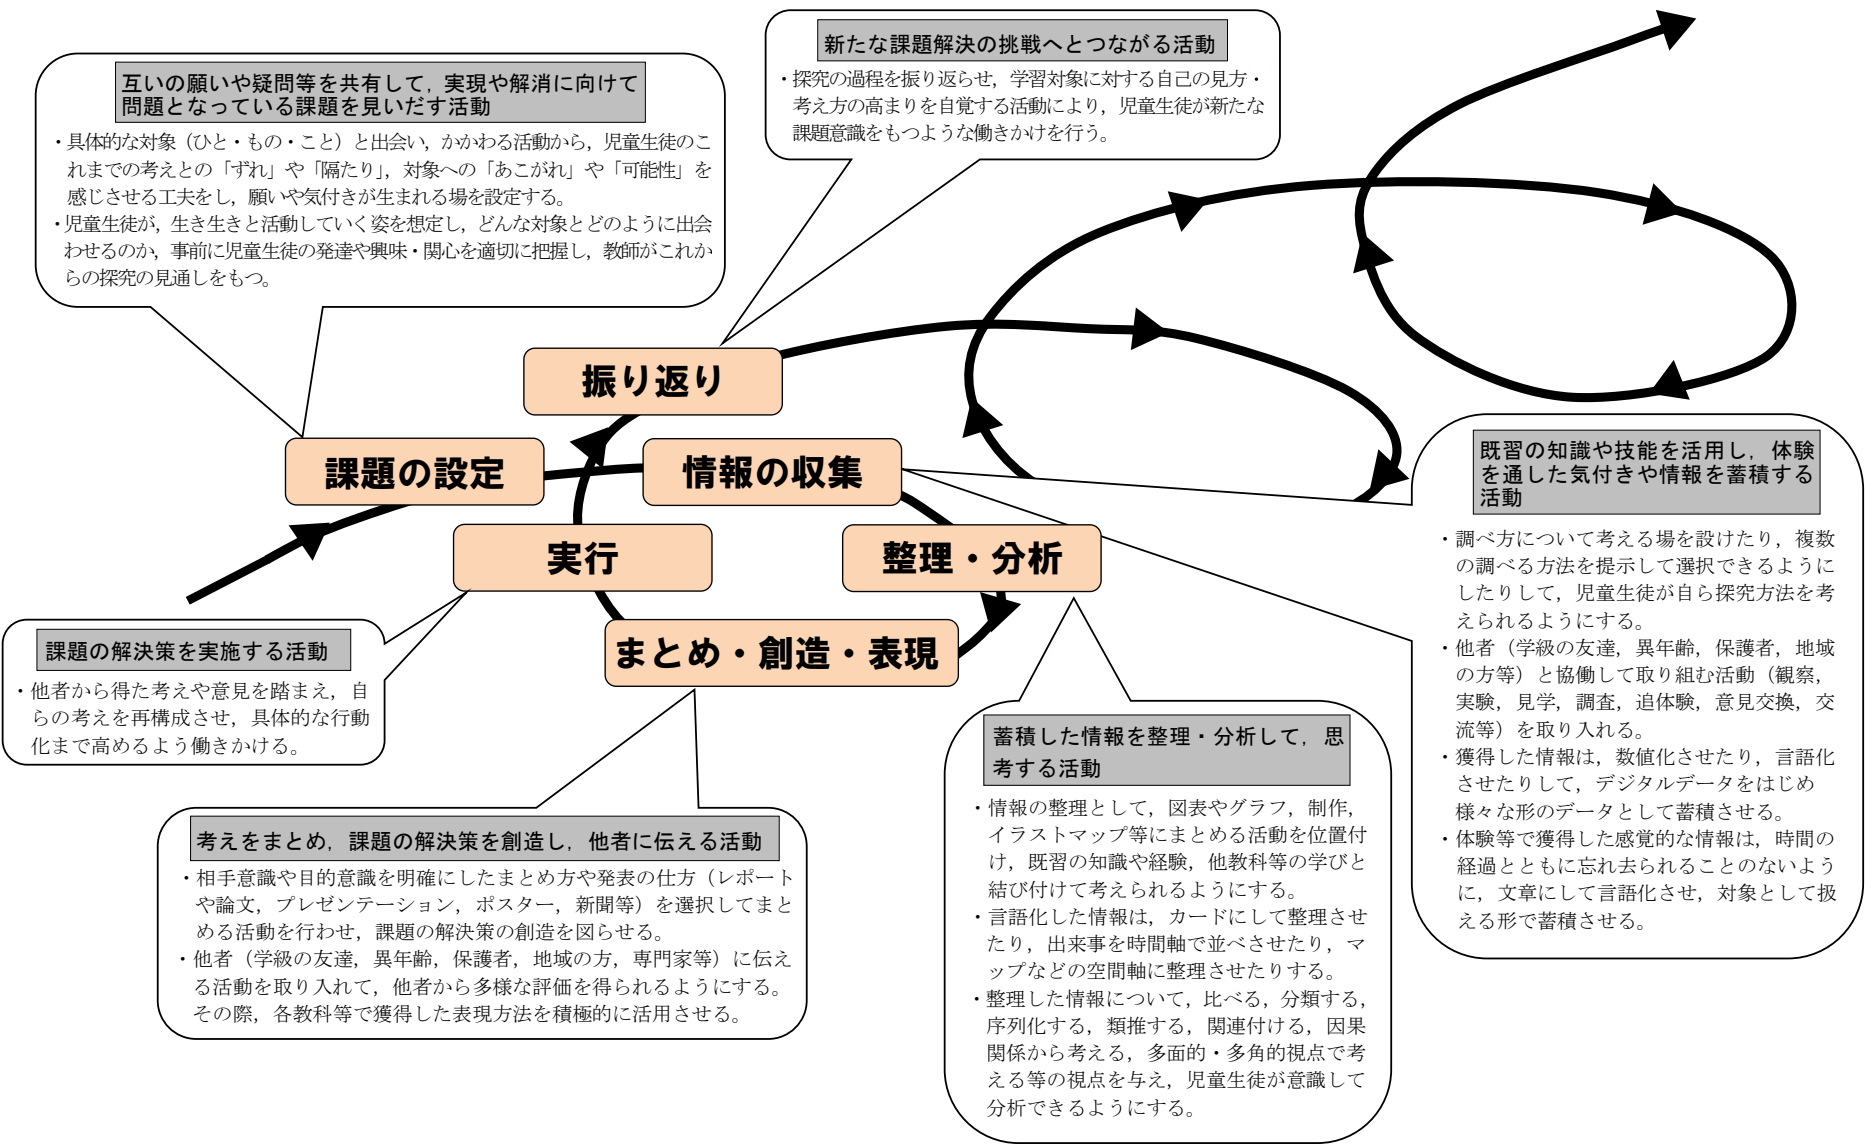 新たな課題解決の挑戦へとつながる活動
・探究の過程を振り返らせ，学習対象に対する自己の見方・
考え方の高まりを自覚する活動により，児童生徒が新たな
課題意識をもつような働きかけを行う。
互いの願いや疑問等を共有して，実現や解消に向けて
問題となっている課題を見いだす活動
・具体的な対象（ひと・もの・こと）と出会い，かかわる活動から，児童生徒のこ
れまでの考えとの「ずれ」や「隔たり」，対象への「あこがれ」や「可能性」を
感じさせる工夫をし，願いや気付きが生まれる場を設定する。
・児童生徒が，生き生きと活動していく姿を想定し，どんな対象とどのように出会
わせるのか，事前に児童生徒の発達や興味・関心を適切に把握し，教師がこれか
らの探究の見通しをもつ。
振り返り
課題の設定
情報の収集
実行
整理・分析
まとめ・創造・表現
既習の知識や技能を活用し，体験
を通した気付きや情報を蓄積する
活動
・調べ方について考える場を設けたり，複数
の調べる方法を提示して選択できるように
したりして，児童生徒が自ら探究方法を考
えられるようにする。
・他者（学級の友達，異年齢，保護者，地域
の方等）と協働して取り組む活動（観察，
実験，見学，調査，追体験，意見交換，交
流等）を取り入れる。
・獲得した情報は，数値化させたり，言語化
させたりして，デジタルデータをはじめ
様々な形のデータとして蓄積させる。
・体験等で獲得した感覚的な情報は，時間の
経過とともに忘れ去られることのないよう
に，文章にして言語化させ，対象として扱
える形で蓄積させる。
課題の解決策を実施する活動
・他者から得た考えや意見を踏まえ，自
らの考えを再構成させ，具体的な行動
化まで高めるよう働きかける。
蓄積した情報を整理・分析して，思
考する活動
・情報の整理として，図表やグラフ，制作，
イラストマップ等にまとめる活動を位置付
け，既習の知識や経験，他教科等の学びと
結び付けて考えられるようにする。
・言語化した情報は，カードにして整理させ
たり，出来事を時間軸で並べさせたり，マ
ップなどの空間軸に整理させたりする。
・整理した情報について，比べる，分類する，
序列化する，類推する，関連付ける，因果
関係から考える，多面的・多角的視点で考
える等の視点を与え，児童生徒が意識して
分析できるようにする。
考えをまとめ，課題の解決策を創造し，他者に伝える活動
・相手意識や目的意識を明確にしたまとめ方や発表の仕方（レポート
や論文，プレゼンテーション，ポスター，新聞等）を選択してまと
める活動を行わせ，課題の解決策の創造を図らせる。
・他者（学級の友達，異年齢，保護者，地域の方，専門家等）に伝え
る活動を取り入れて，他者から多様な評価を得られるようにする。
その際，各教科等で獲得した表現方法を積極的に活用させる。